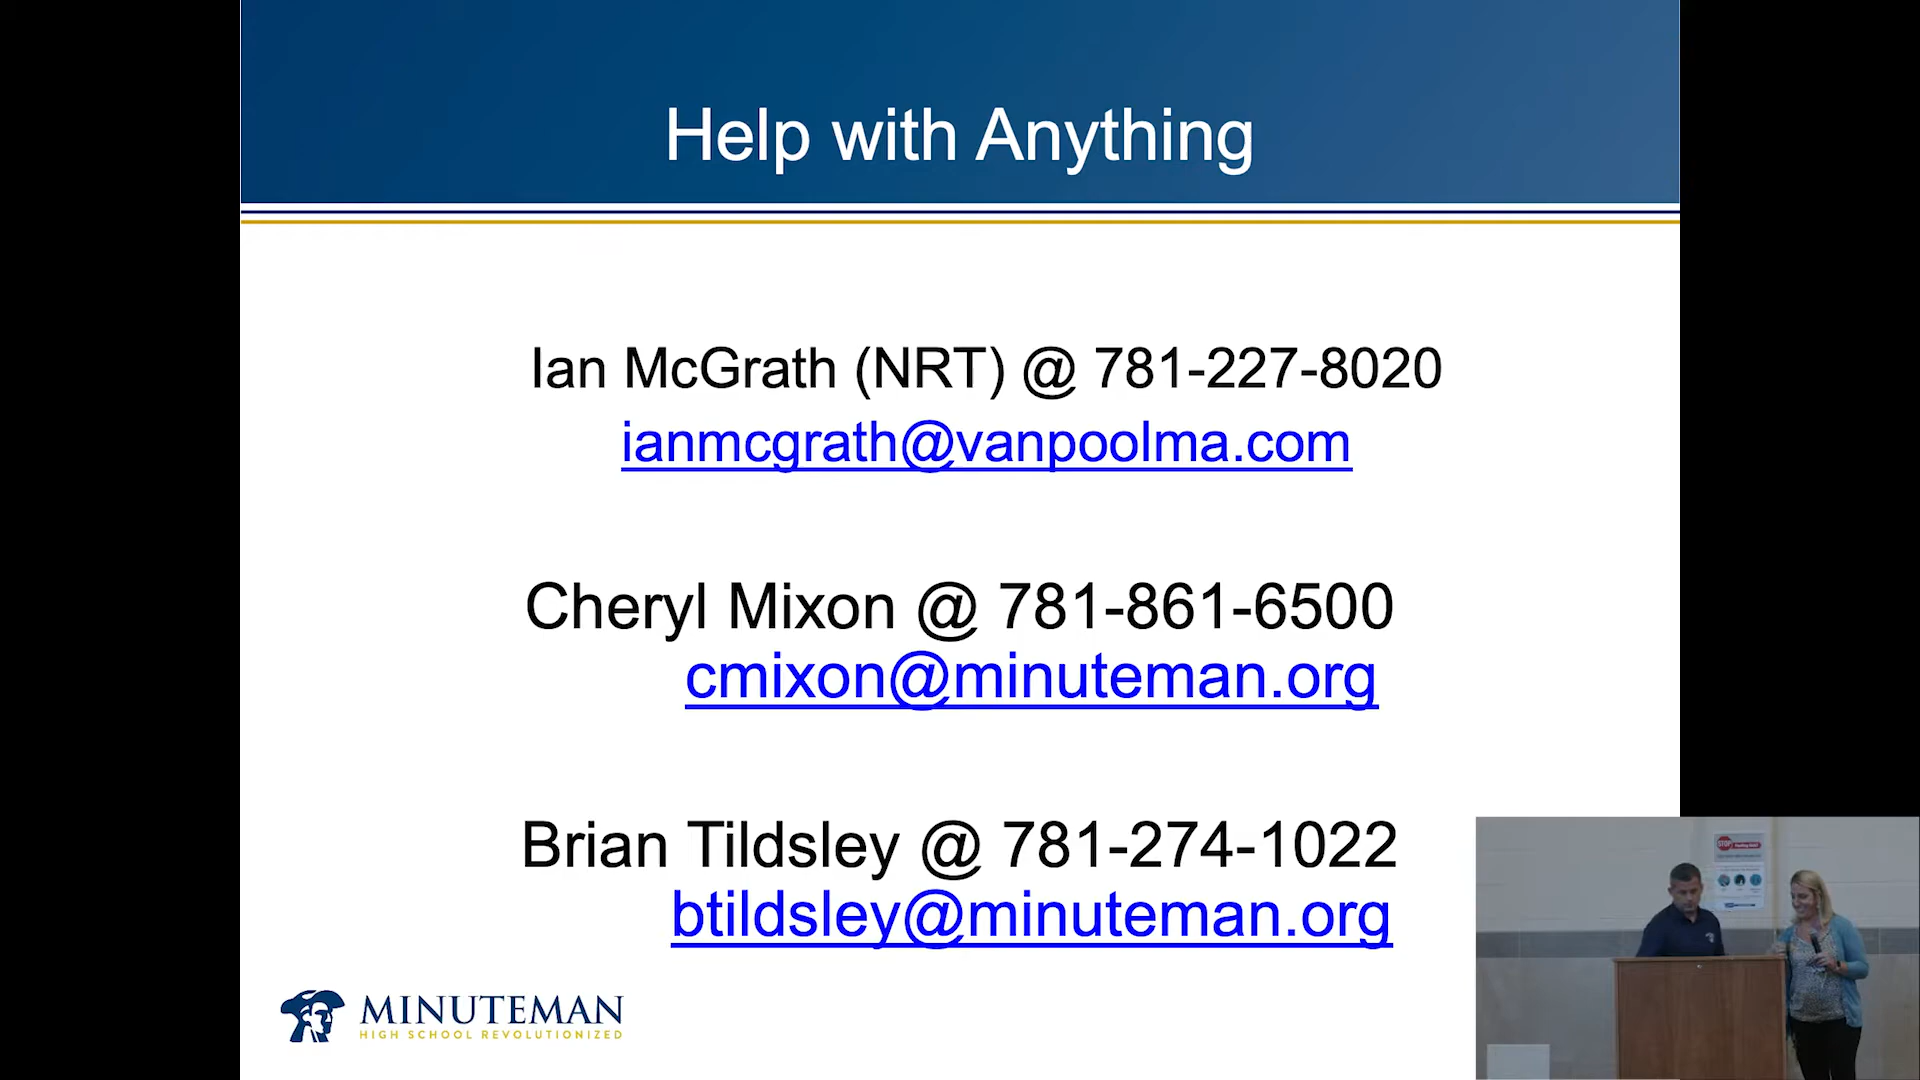 Help with Anything
Ian McGrath (NRT) @ 781-227-8020
ianmcgrath@vanpoolma.com
Cheryl Mixon @ 781-861-6500
cmixon@minuteman.org
Brian Tildsley @ 781-274-1022
btildsley@minuteman.org
MINUTEMAN
HIGH SCHOOL REVOLUTIONIZED
STOP